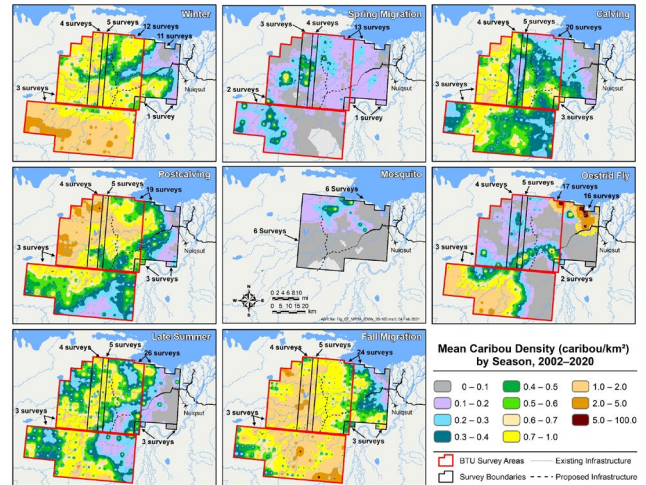 Winter
4 surveys
5 surveys
12 surveys
11 surveys
3 surveys
Nuiqsut
1 survey
Spring Migration
4 surveys
3 surveys
13 surveys
2 surveys
Nuiqsut
1 survey
Calving
5 surveys
4 surveys
20 surveys
3 surveys
Nuiqsut
3 surveys
Postcalving
4 surveys
5 surveys
19 surveys
3 surveys
Nuiqsut
3 surveys
Mosquito
6 Surveys
6 Surveys
Nuiqsut
N
W
E
S
0 2 4 6 8 10
mi
0 5 10 15 20
km
Oestrid Fly
5 surveys
17 surveys
4 surveys
16 surveys
3 surveys
Nuiqsut
2 surveys
Late Summer
4 surveys
5 surveys
26 surveys
3 surveys
Nuiqsut
3 surveys
Fall Migration
5 surveys
4 surveys
24 surveys
3 surveys
Nuiqsut
3 surveys
Mean Caribou Density (caribou/km²)
by Season, 2002–2020
0 – 0.1
0.4 – 0.5
1.0 – 2.0
0.1 – 0.2
0.5 – 0.6
2.0 – 5.0
0.2 – 0.3
0.6 – 0.7
5.0 – 100.0
0.3 – 0.4
0.7 – 1.0
BTU Survey Areas
Existing Infrastructure
Survey Boundaries
Proposed Infrastructure